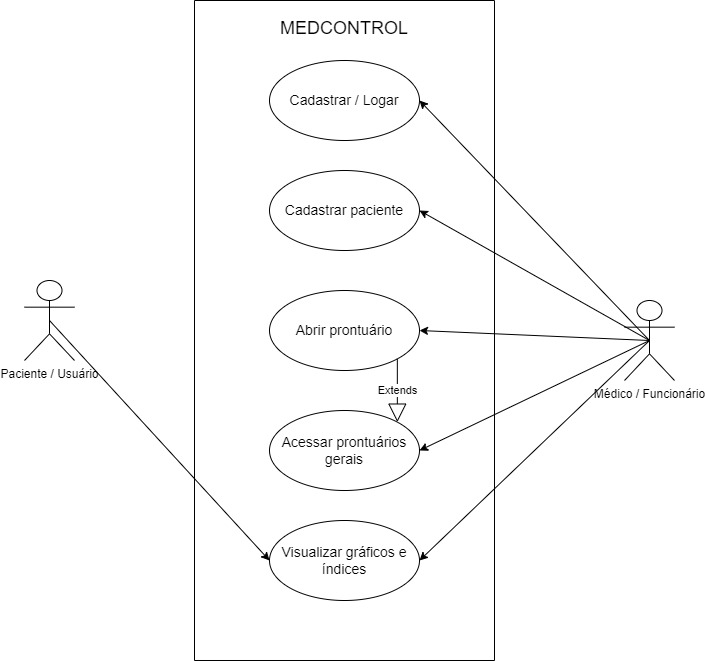 MEDCONTROL
Cadastrar / Logar
Cadastrar paciente
Abrir prontuário
Extends
Acessar prontuários
gerais
Visualizar gráficos e
índices
Paciente / Usuário
Médico / Funcionário